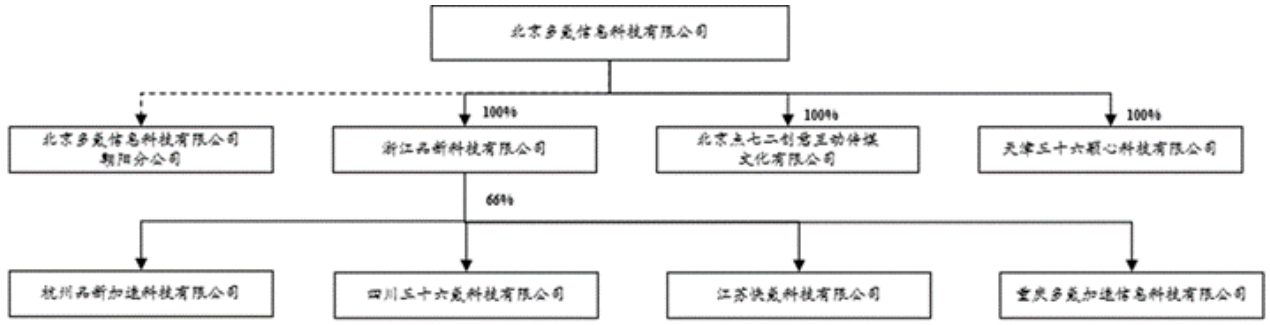 北京多氪信息科技有限公司
100%
100%
100%
北京多氪信息科技有限公司
朝阳分公司
浙江品新科技有限公司
北京点七二创意互动传媒
文化有限公司
天津三十六颗心科技有限公司
66%
杭州品新加速科技有限公司
四川三十六氪科技有限公司
江苏快氪科技有限公司
重庆多氪加速信息科技有限公司